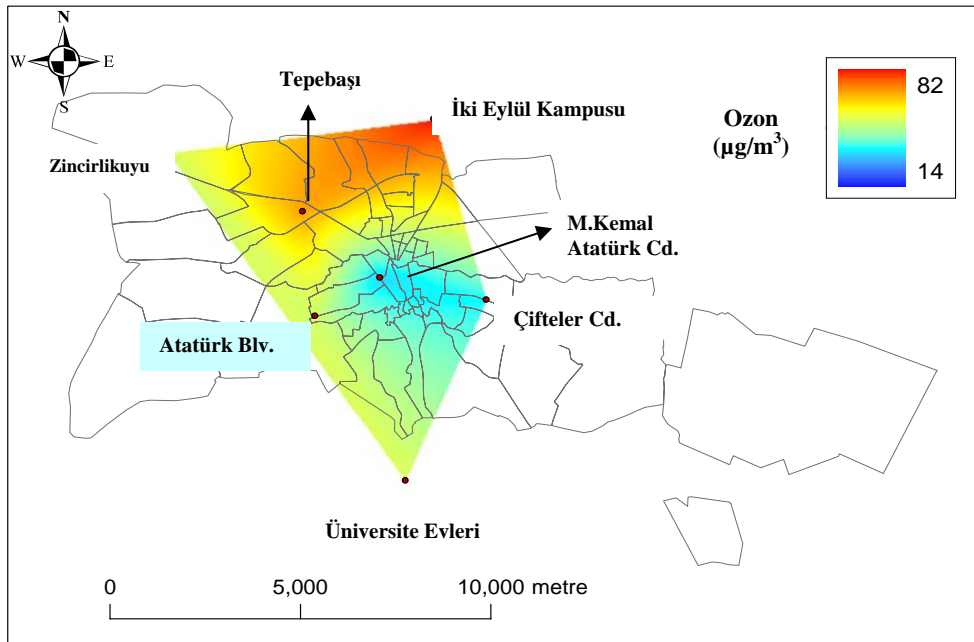 N
W E
S
Tepebaşı
İki Eylül Kampusu
Zincirlikuyu
Ozon
(µg/m³)
82
14
M.Kemal
Atatürk Cd.
Çifteler Cd.
Atatürk Blv.
Üniversite Evleri
0 5,000 10,000 metre